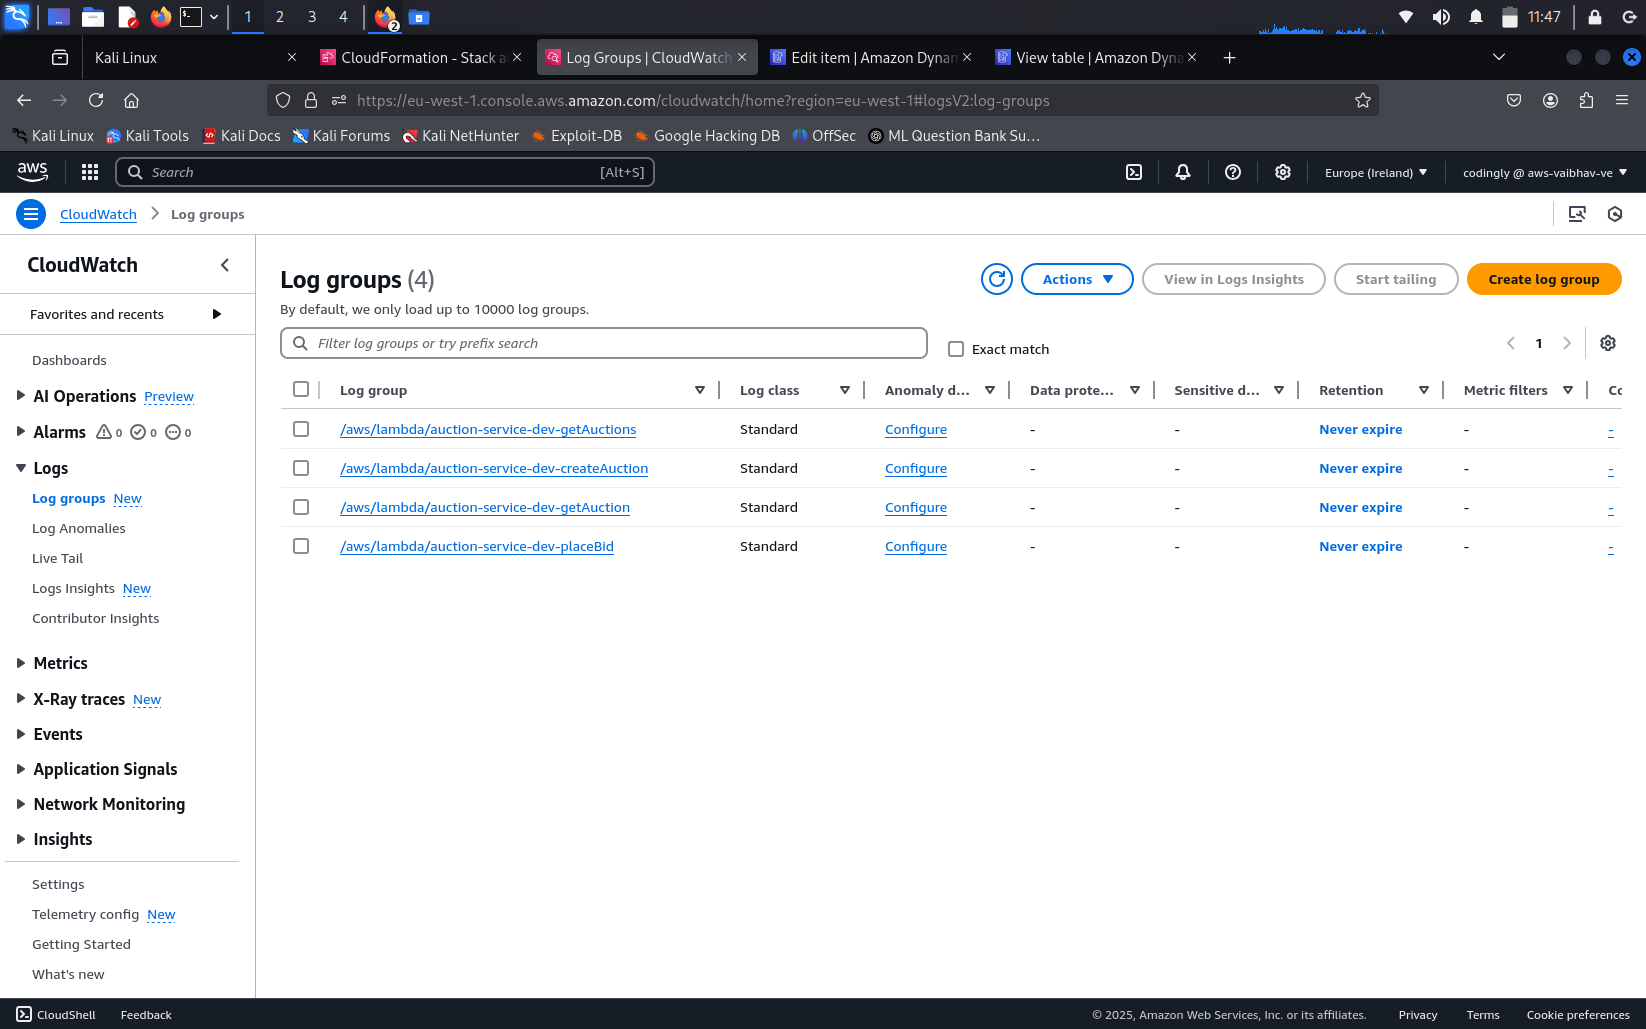 1 2 3 4 2 11:47
Kali Linux CloudFormation - Stack a Log Groups | CloudWatch Edit item | Amazon Dynan View table | Amazon Dyna
https://eu-west-1.console.aws.amazon.com/cloudwatch/home?region=eu-west-1#logsV2:log-groups
Kali Linux Kali Tools Kali Docs Kali Forums Kali NetHunter Exploit-DB Google Hacking DB OffSec ML Question Bank Su…
aws Search [Alt+S] Europe (Ireland) codingly @ aws-vaibhav-ve
CloudWatch Log groups
CloudWatch
Favorites and recents
Dashboards
AI Operations Preview
Alarms 0 0 0
Logs
Log groups New
Log Anomalies
Live Tail
Logs Insights New
Contributor Insights
Metrics
X-Ray traces New
Events
Application Signals
Network Monitoring
Insights
Settings
Telemetry config New
Getting Started
What's new
Log groups (4)
By default, we only load up to 10000 log groups.
Actions View in Logs Insights Start tailing Create log group
Filter log groups or try prefix search Exact match 1
Log group Log class Anomaly d... Data prote... Sensitive d... Retention Metric filters Co
/aws/lambda/auction-service-dev-getAuctions Standard Configure - - Never expire - -
/aws/lambda/auction-service-dev-createAuction Standard Configure - - Never expire - -
/aws/lambda/auction-service-dev-getAuction Standard Configure - - Never expire - -
/aws/lambda/auction-service-dev-placeBid Standard Configure - - Never expire - -
CloudShell Feedback © 2025, Amazon Web Services, Inc. or its affiliates. Privacy Terms Cookie preferences